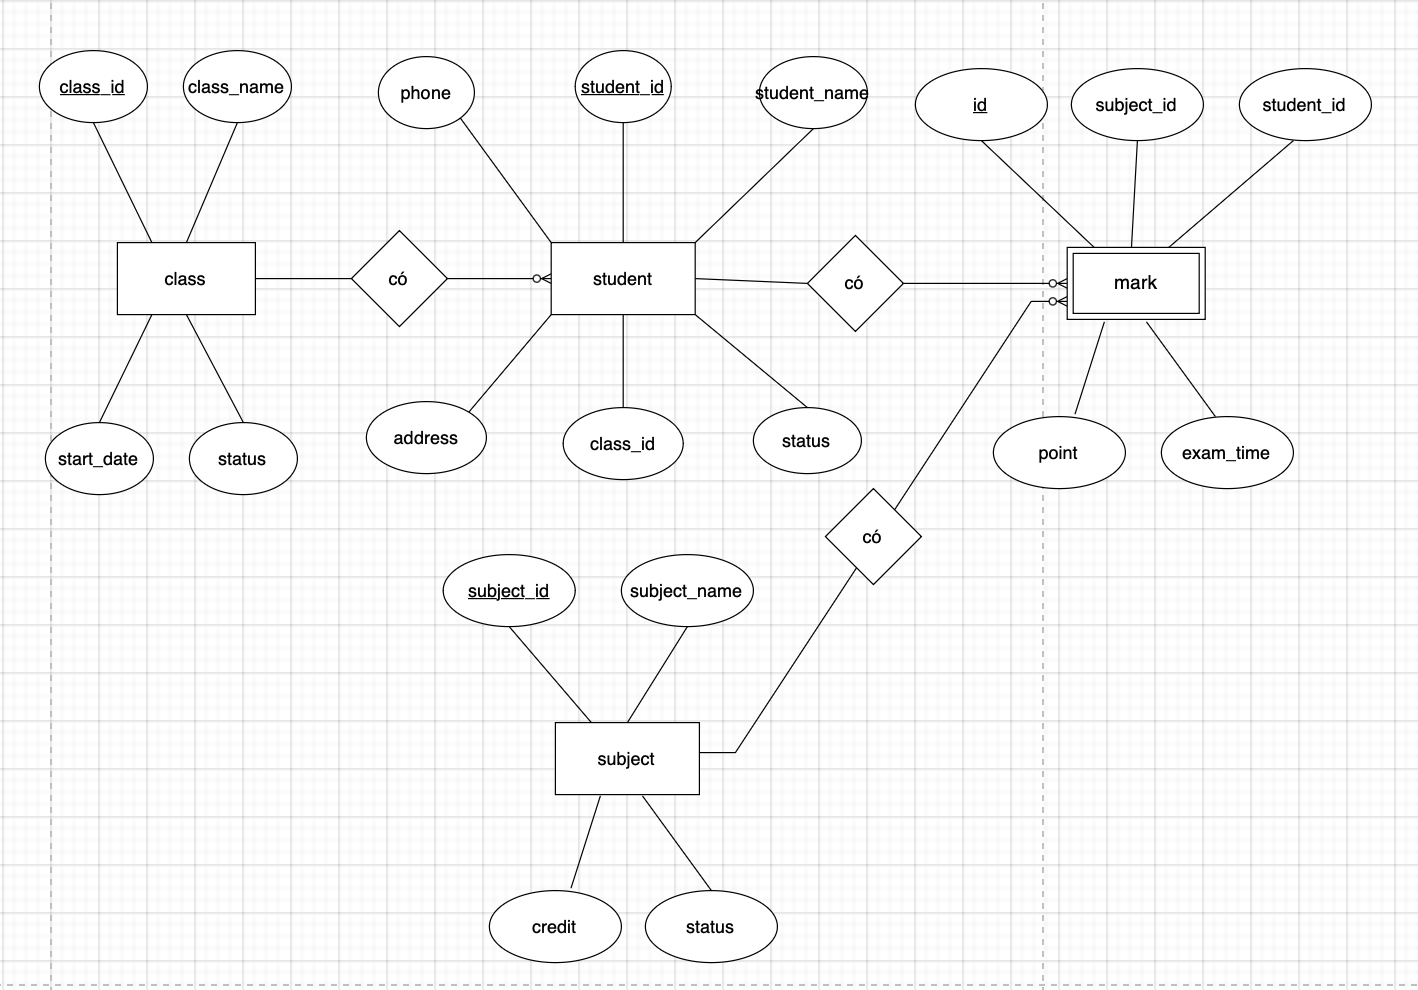 class_id
class_name
phone
student_id
student_name
id
subject_id
student_id
class
có
student
có
mark
start_date
status
address
class_id
status
point
exam_time
có
subject_id
subject_name
subject
credit
status